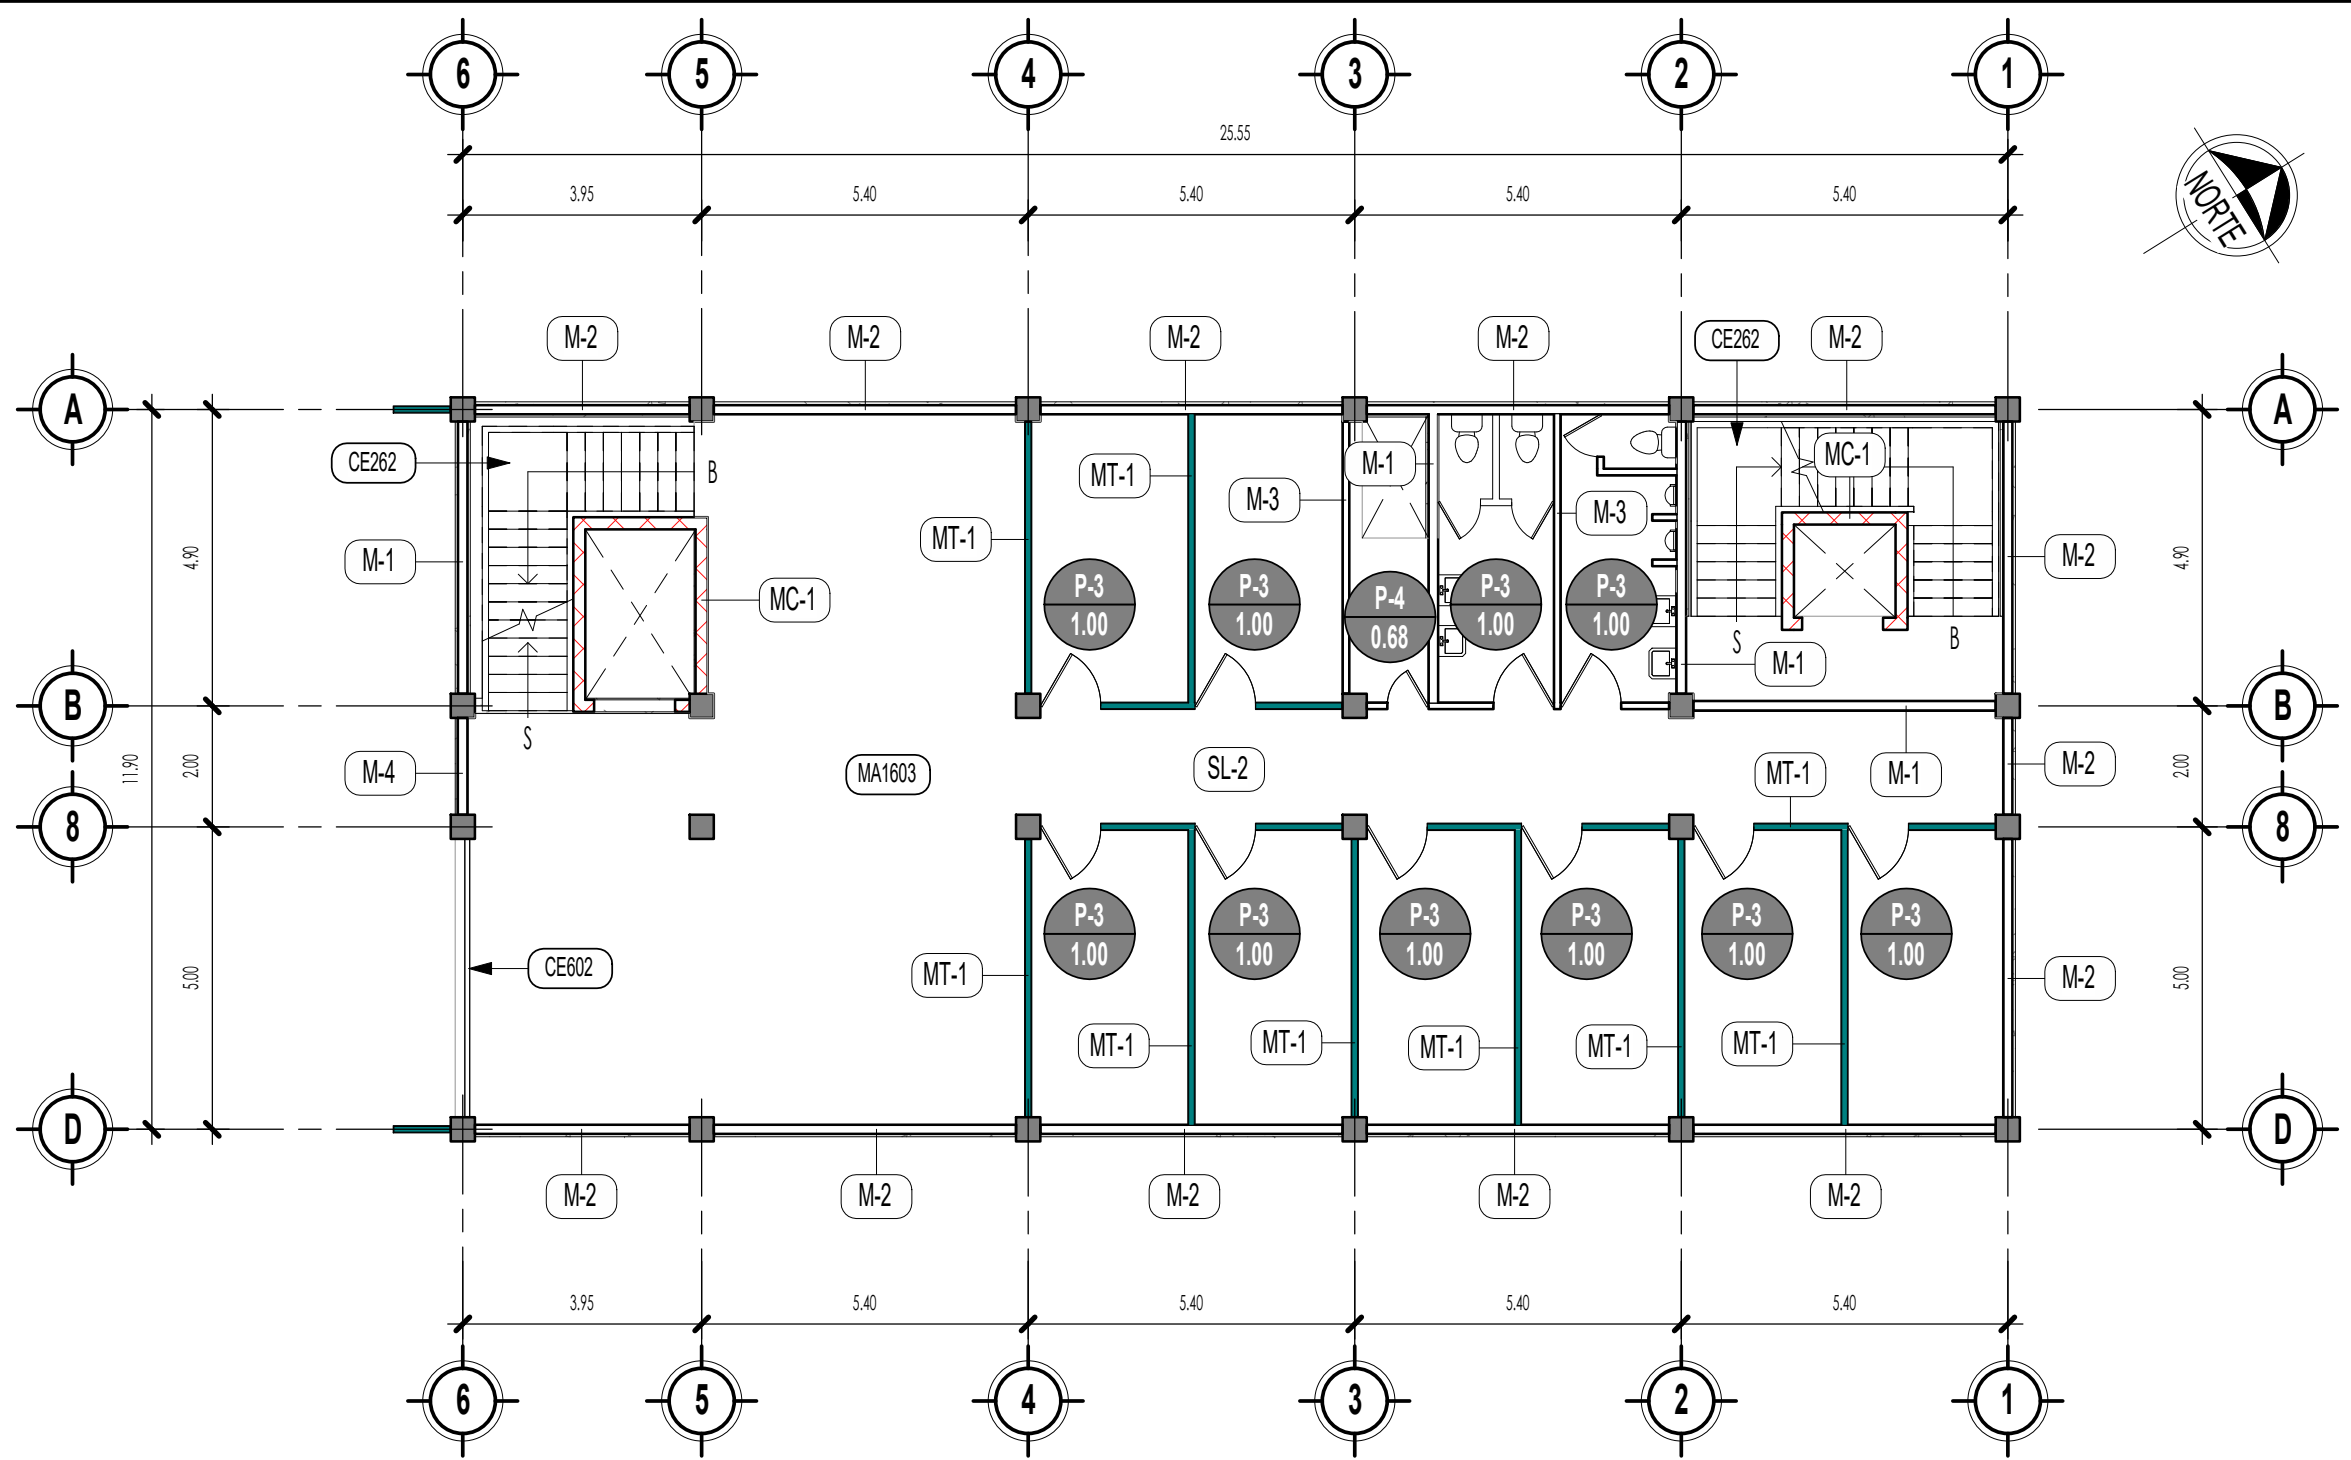 6 5 4 3 2 1
25.55
3.95 5.40 5.40 5.40 5.40
NORTE
M-2 M-2 M-2 M-2 CE262 M-2
A A
CE262 B MT-1 M-1 MC-1
M-3 M-3
MT-1
4.90 M-1 M-2 4.90
P-3 P-3 P-4 P-3 P-3
1.00 1.00 0.68 1.00 1.00
MC-1
S B
M-1
B B
S
11.90 2.00 M-4 MA1603 SL-2 MT-1 M-1 M-2 2.00
8 8
P-3 P-3 P-3 P-3 P-3 P-3
1.00 1.00 1.00 1.00 1.00 1.00
5.00 CE602 MT-1 M-2 5.00
MT-1 MT-1 MT-1 MT-1 MT-1
D D
M-2 M-2 M-2 M-2 M-2
3.95 5.40 5.40 5.40 5.40
6 5 4 3 2 1